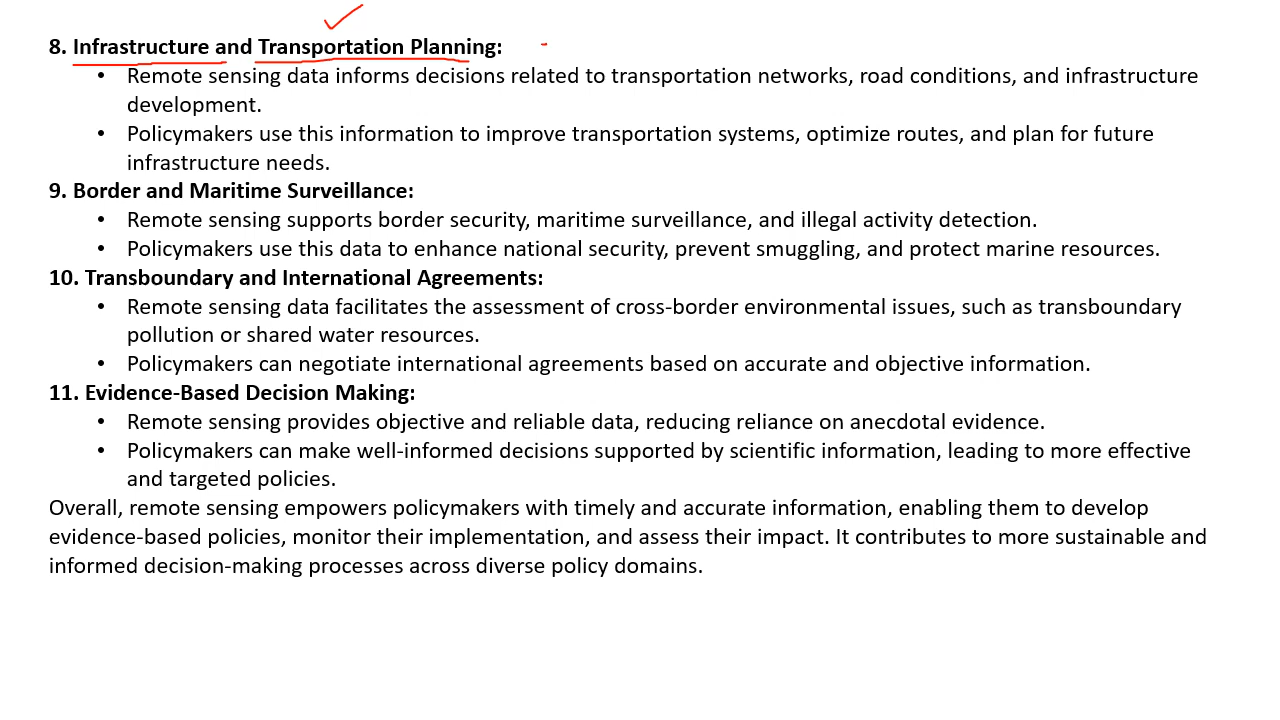 8. Infrastructure and Transportation Planning:
• Remote sensing data informs decisions related to transportation networks, road conditions, and infrastructure
development.
• Policymakers use this information to improve transportation systems, optimize routes, and plan for future
infrastructure needs.
9. Border and Maritime Surveillance:
• Remote sensing supports border security, maritime surveillance, and illegal activity detection.
• Policymakers use this data to enhance national security, prevent smuggling, and protect marine resources.
10. Transboundary and International Agreements:
• Remote sensing data facilitates the assessment of cross-border environmental issues, such as transboundary
pollution or shared water resources.
• Policymakers can negotiate international agreements based on accurate and objective information.
11. Evidence-Based Decision Making:
• Remote sensing provides objective and reliable data, reducing reliance on anecdotal evidence.
• Policymakers can make well-informed decisions supported by scientific information, leading to more effective
and targeted policies.
Overall, remote sensing empowers policymakers with timely and accurate information, enabling them to develop
evidence-based policies, monitor their implementation, and assess their impact. It contributes to more sustainable and
informed decision-making processes across diverse policy domains.